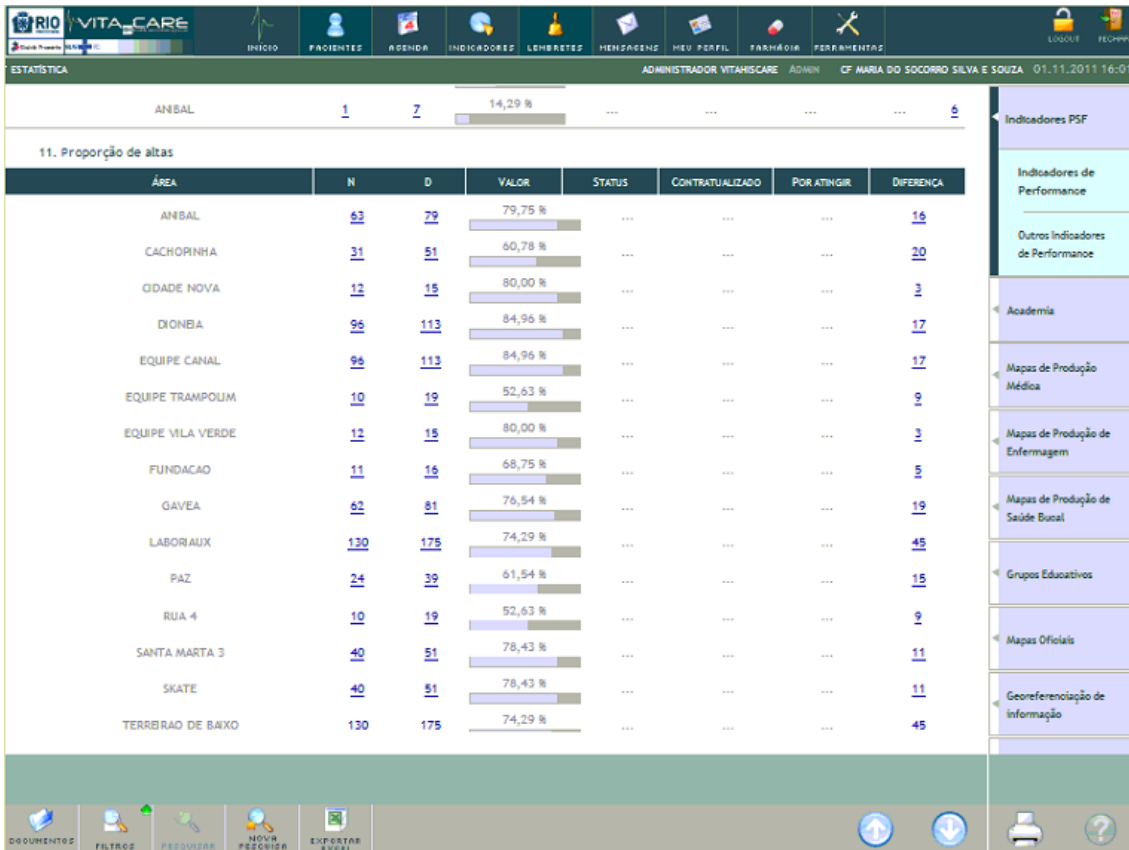 RIO VITA_CARE
INICIO PACIENTES AGENDA INDICADORES LEMBRETES MENSAGENS MEU PERFIL FARMÁCIA FERRAMENTAS LOGOUT FECHAR
ESTATÍSTICA ADMINISTRADOR VITAHISCARE ADMIN CF MARIA DO SOCORRO SILVA E SOUZA 01.11.2011 16:01
ANIBAL 1 7 14,29 % ... ... ... ... 6
11. Proporção de altas
ÁREA N D VALOR STATUS CONTRATUALIZADO POR ATINGIR DIFERENÇA
ANIBAL 63 79 79,75 % ... ... ... 16
CACHOPINHA 31 51 60,78 % ... ... ... 20
CIDADE NOVA 12 15 80,00 % ... ... ... 3
DIONEIA 96 113 84,96 % ... ... ... 17
EQUIPE CANAL 96 113 84,96 % ... ... ... 17
EQUIPE TRAMPOLIM 10 19 52,63 % ... ... ... 9
EQUIPE VILA VERDE 12 15 80,00 % ... ... ... 3
FUNDACAO 11 16 68,75 % ... ... ... 5
GAVEA 62 81 76,54 % ... ... ... 19
LABORIAUX 130 175 74,29 % ... ... ... 45
PAZ 24 39 61,54 % ... ... ... 15
RUA 4 10 19 52,63 % ... ... ... 9
SANTA MARTA 3 40 51 78,43 % ... ... ... 11
SKATE 40 51 78,43 % ... ... ... 11
TERREIRAO DE BAIXO 130 175 74,29 % ... ... ... 45
Indicadores PSF
Indicadores de
Performance
Outros Indicadores
de Performance
Academia
Mapas de Produção
Médica
Mapas de Produção de
Enfermagem
Mapas de Produção de
Saúde Bucal
Grupos Educativos
Mapas Oficiais
Georeferenciação de
informação
DOCUMENTOS FILTROS PESQUISAR NOVA PESQUISA EXPORTAR EXCEL